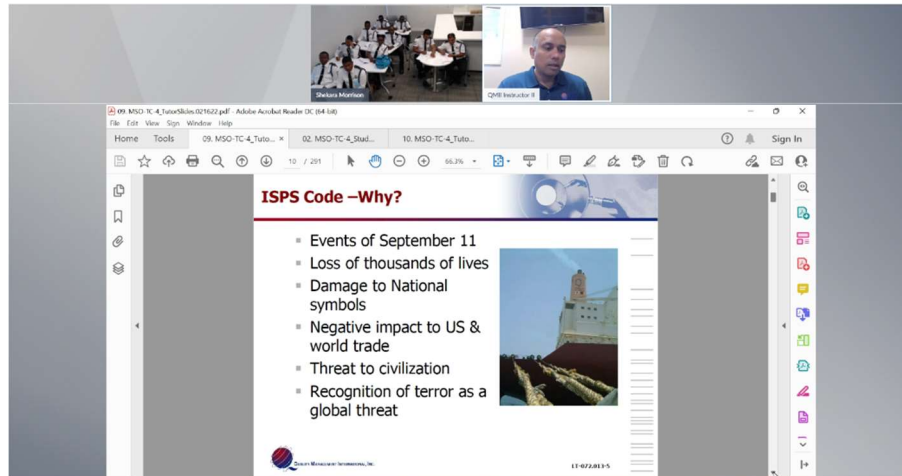 Shekara Morrison
QMII Instructor II
09. MSO-TC-4_TutorSlides.021622.pdf - Adobe Acrobat Reader DC (64-bit)
File Edit View Sign Window Help
Home Tools 09. MSO-TC-4_Tuto... × 02. MSO-TC-4_Stud... 10. MSO-TC-4_Tuto... Sign In
10 / 291 66.3%
ISPS Code –Why?
Events of September 11
Loss of thousands of lives
Damage to National
symbols
Negative impact to US &
world trade
Threat to civilization
Recognition of terror as a
global threat
Quality Management International, Inc.
LT-072.013-S